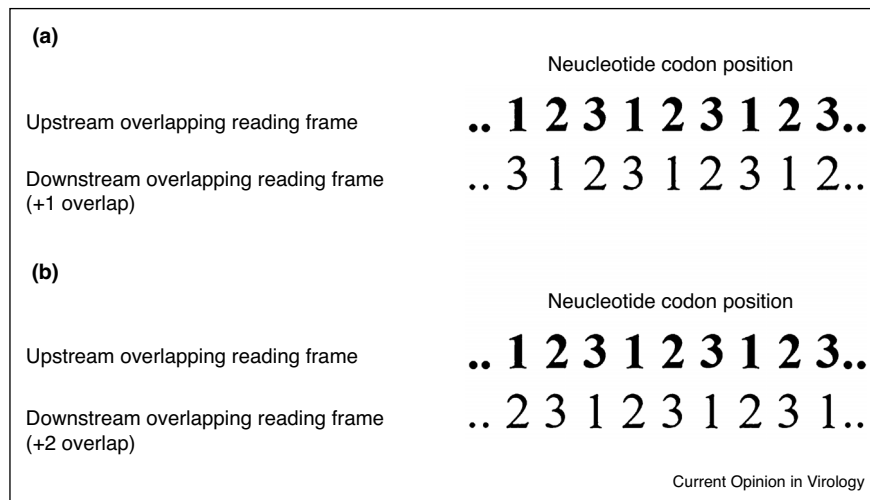 (a)
Neucleotide codon position
Upstream overlapping reading frame .. 1 2 3 1 2 3 1 2 3..
Downstream overlapping reading frame .. 3 1 2 3 1 2 3 1 2..
(+1 overlap)
(b)
Neucleotide codon position
Upstream overlapping reading frame .. 1 2 3 1 2 3 1 2 3..
Downstream overlapping reading frame .. 2 3 1 2 3 1 2 3 1..
(+2 overlap)
Current Opinion in Virology